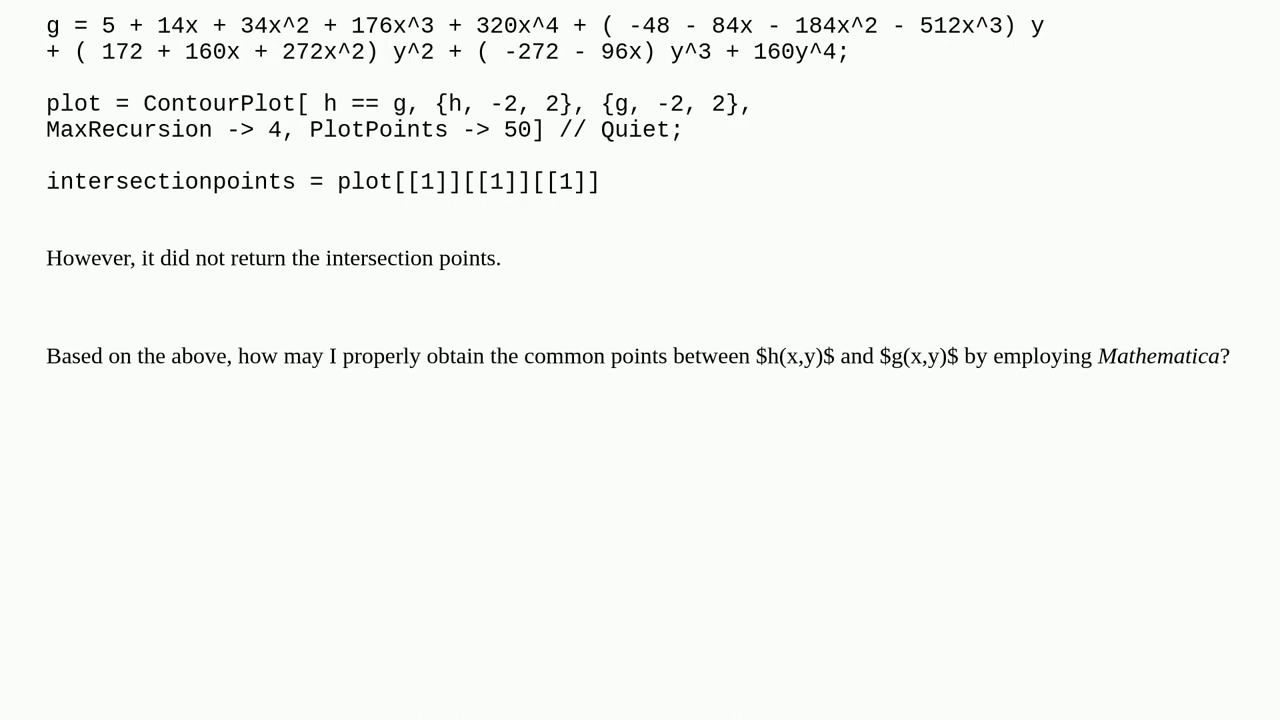 g = 5 + 14x + 34x^2 + 176x^3 + 320x^4 + ( -48 - 84x - 184x^2 - 512x^3) y
+ ( 172 + 160x + 272x^2) y^2 + ( -272 - 96x) y^3 + 160y^4;
plot = ContourPlot[ h == g, {h, -2, 2}, {g, -2, 2},
MaxRecursion -> 4, PlotPoints -> 50] // Quiet;
intersectionpoints = plot[[1]][[1]][[1]]
However, it did not return the intersection points.
Based on the above, how may I properly obtain the common points between $h(x,y)$ and $g(x,y)$ by employing Mathematica?